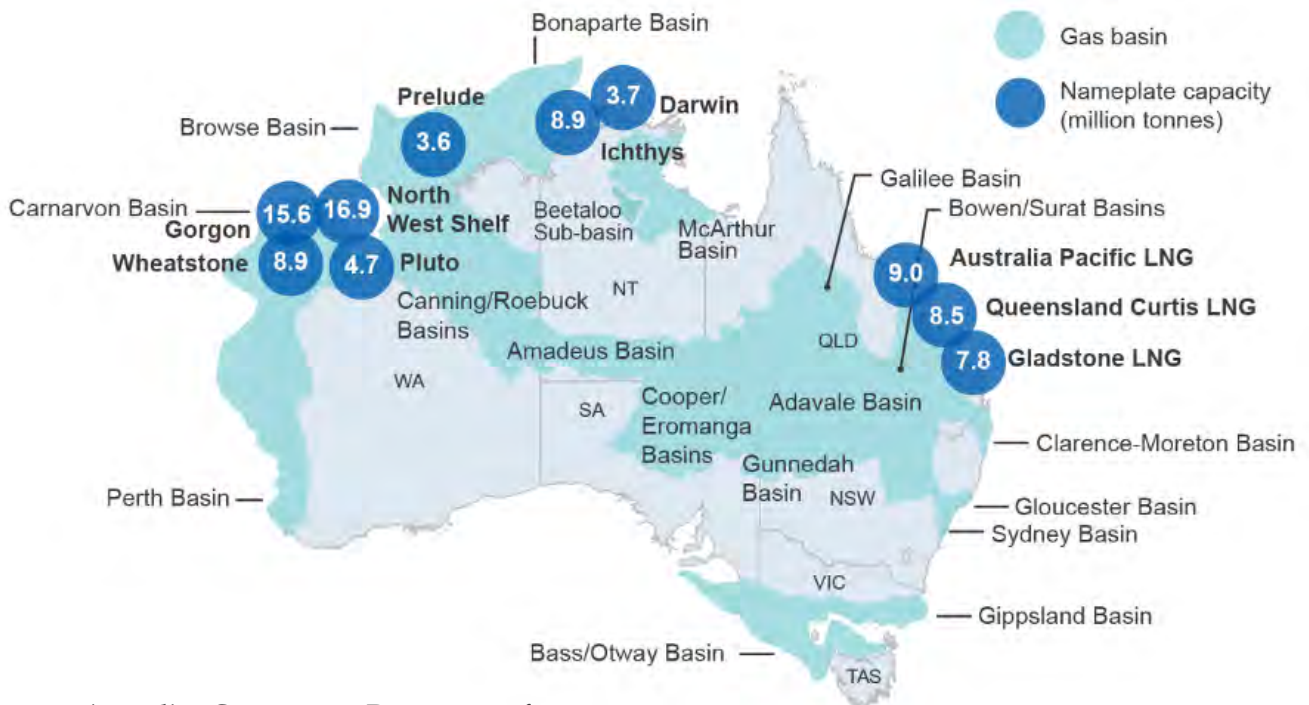 Bonaparte Basin
Gas basin
Nameplate capacity
(million tonnes)
Prelude
3.6
8.9
3.7
Darwin
Ichthys
Browse Basin
Carnarvon Basin
15.6
16.9
Gorgon
North
West Shelf
Wheatstone
8.9
4.7
Pluto
Beetaloo
Sub-basin
McArthur
Basin
Galilee Basin
Bowen/Surat Basins
9.0
Australia Pacific LNG
8.5
Queensland Curtis LNG
7.8
Gladstone LNG
Canning/Roebuck
Basins
NT
QLD
Amadeus Basin
WA
SA
Cooper/
Eromanga
Basins
Adavale Basin
Clarence-Moreton Basin
Gunnedah
Basin
NSW
Perth Basin
Gloucester Basin
Sydney Basin
VIC
Gippsland Basin
Bass/Otway Basin
TAS